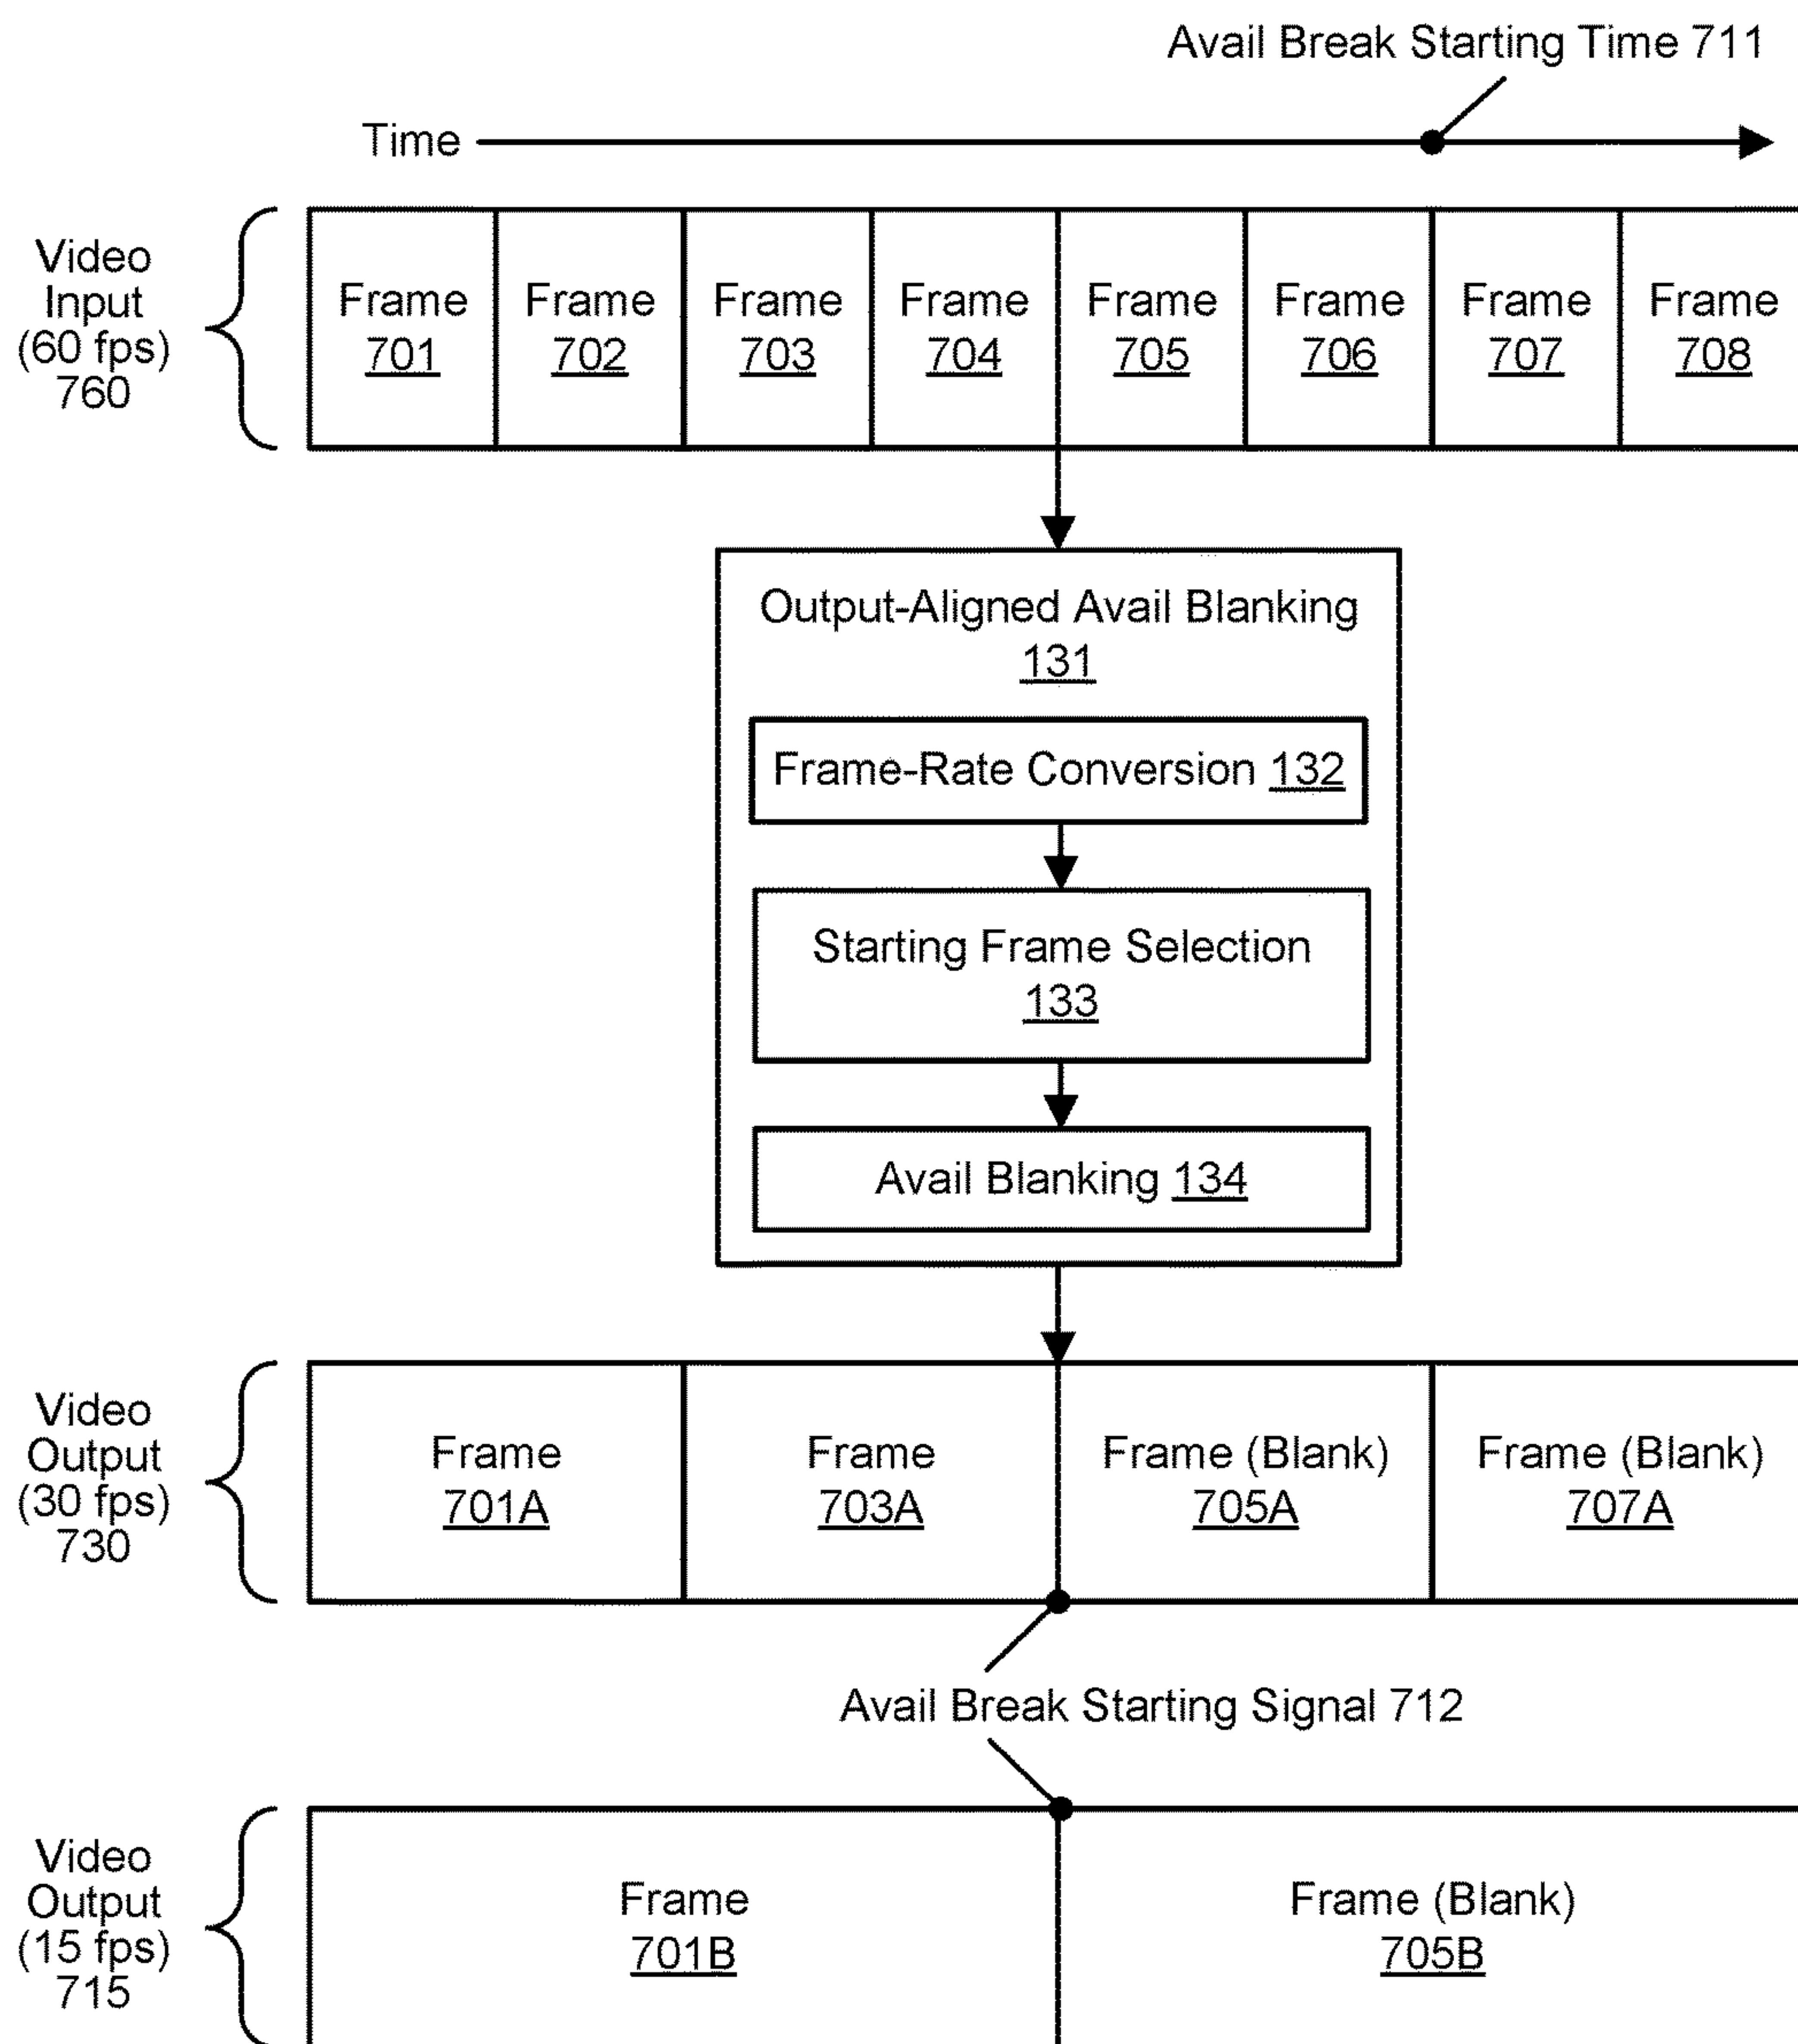 Avail Break Starting Time 711
Time
Video
Input
(60 fps)
760
Frame
701
Frame
702
Frame
703
Frame
704
Frame
705
Frame
706
Frame
707
Frame
708
Output-Aligned Avail Blanking
131
Frame-Rate Conversion 132
Starting Frame Selection
133
Avail Blanking 134
Video
Output
(30 fps)
730
Frame
701A
Frame
703A
Frame (Blank)
705A
Frame (Blank)
707A
Avail Break Starting Signal 712
Video
Output
(15 fps)
715
Frame
701B
Frame (Blank)
705B